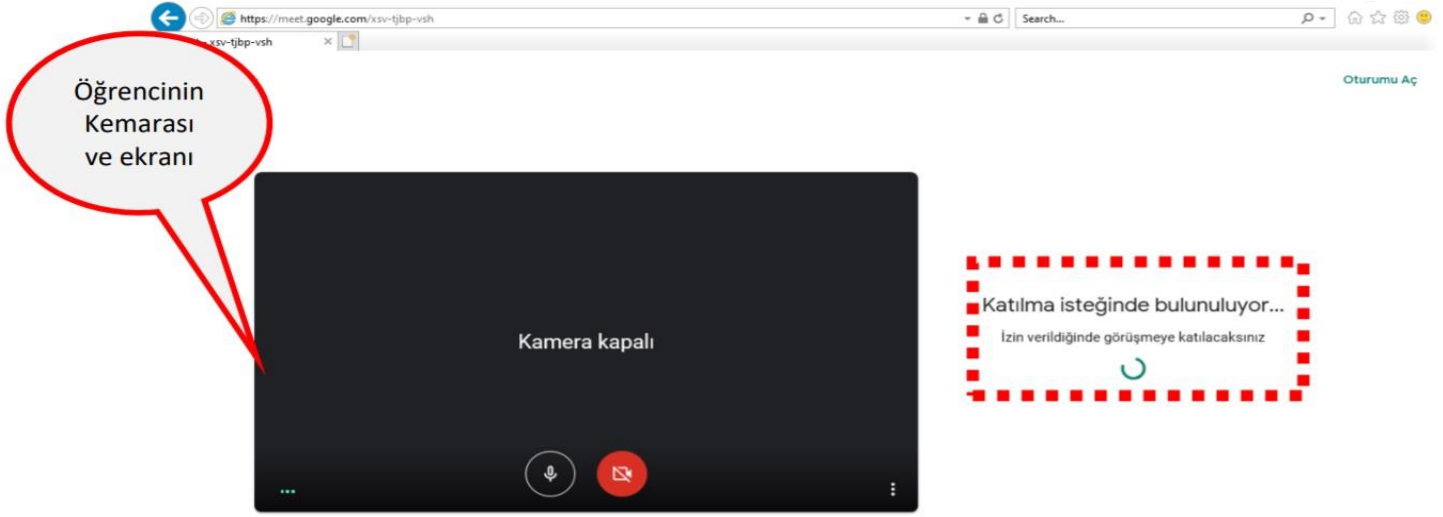 https://meet.google.com/xsv-tjbp-vsh
Search...
xsv-tjbp-vsh
Oturumu Aç
Öğrencinin
Kemarası
ve ekranı
Kamera kapalı
Katılma isteğinde bulunuluyor...
İzin verildiğinde görüşmeye katılacaksınız